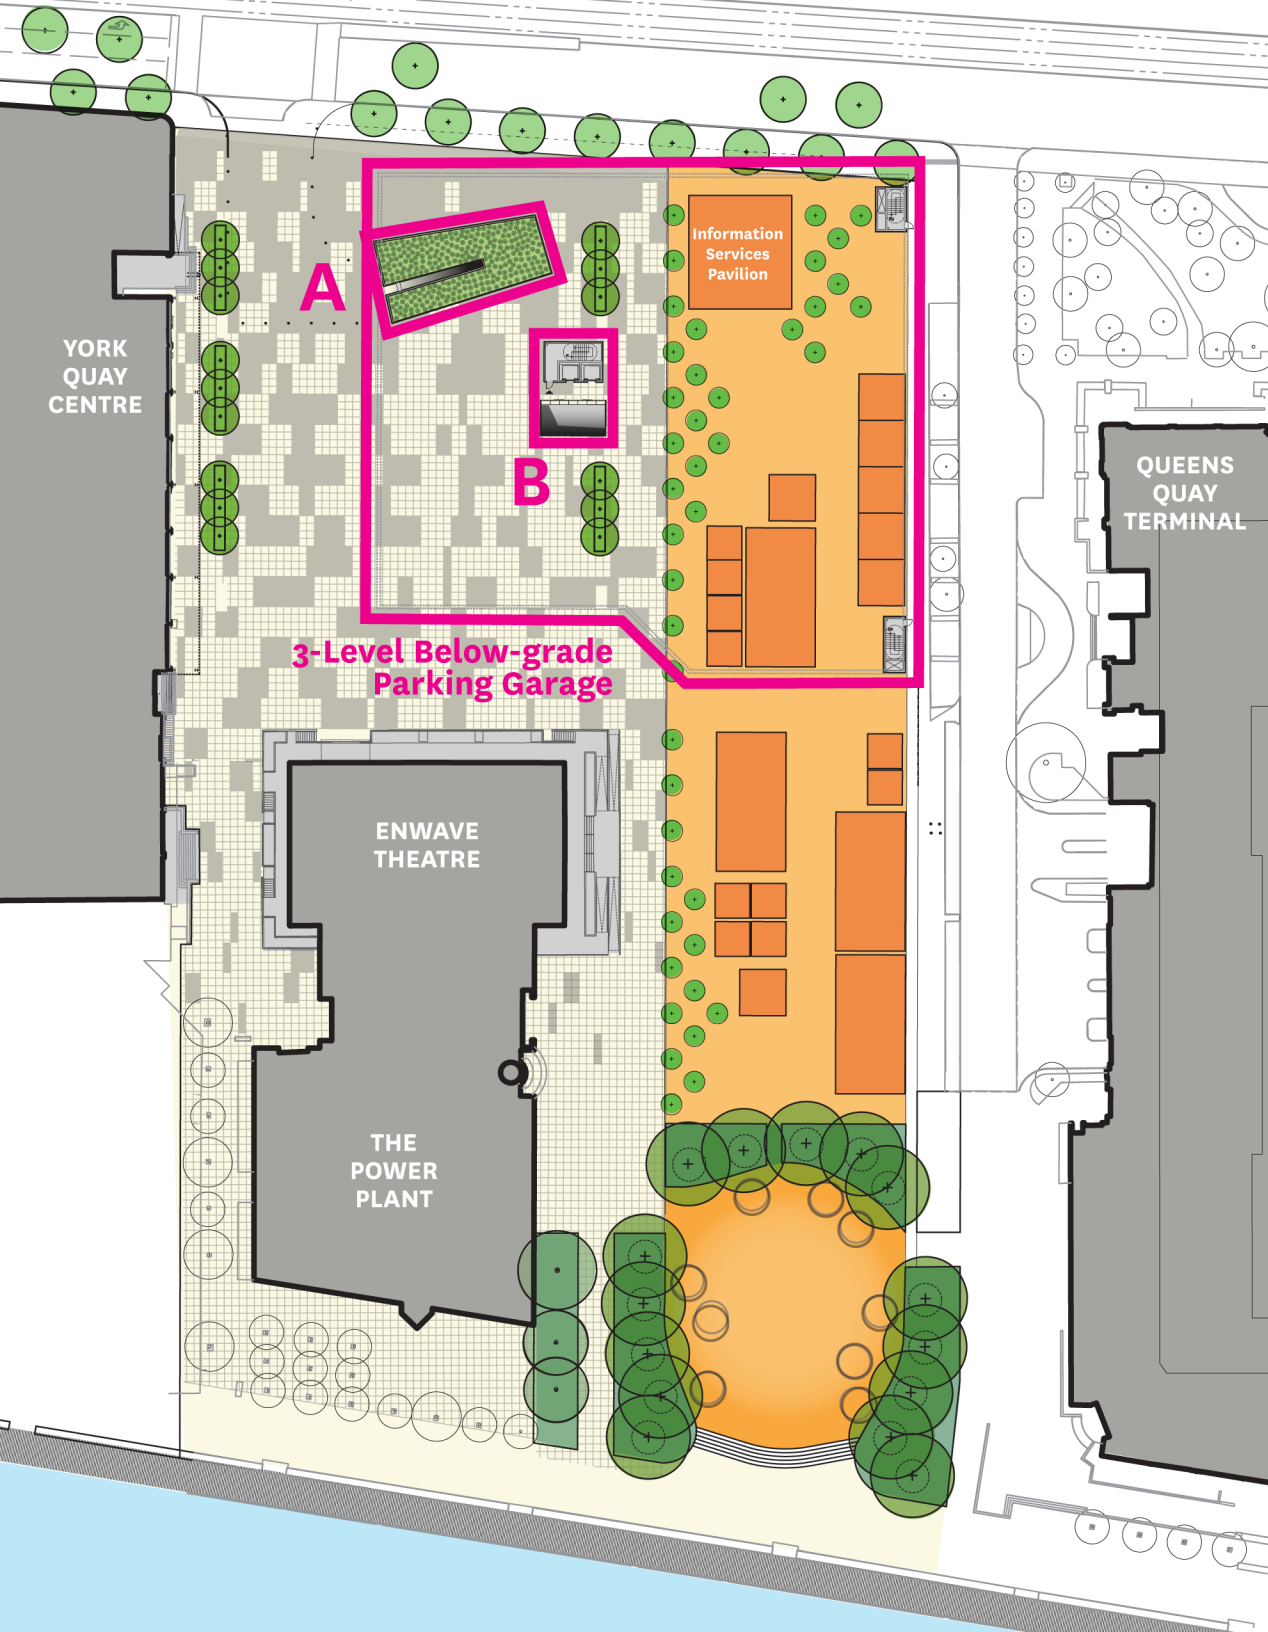 Information
Services
Pavilion
A
YORK
QUAY
CENTRE
B
QUEENS
QUAY
TERMINAL
3-Level Below-grade
Parking Garage
ENWAVE
THEATRE
THE
POWER
PLANT